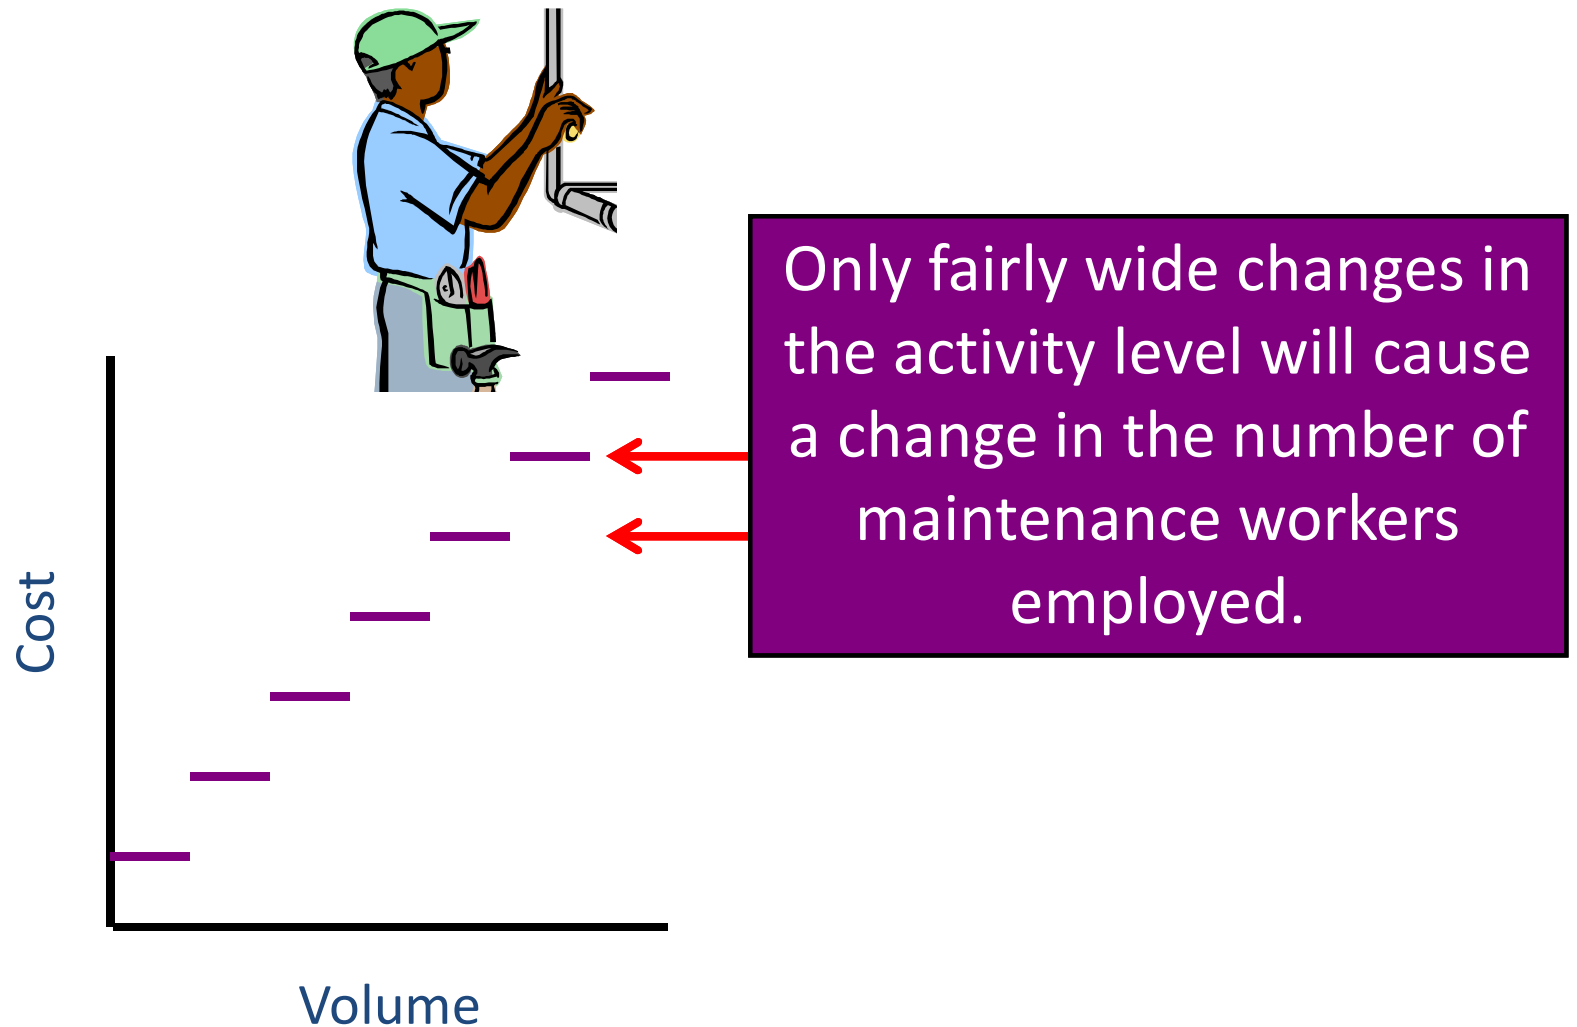 Only fairly wide changes in
the activity level will cause
a change in the number of
maintenance workers
employed.
Cost
Volume